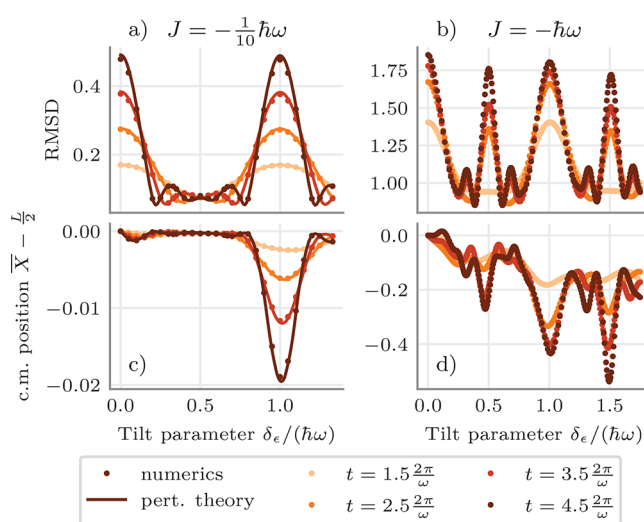 a) J = −1/10 ħω
b) J = −ħω
RMSD
0.4
0.2
1.75
1.50
1.25
1.00
c.m. position X̅ − L/2
0.00
−0.01
−0.02
c)
0.0
−0.2
−0.4
d)
0.0 0.5 1.0
0.0 0.5 1.0 1.5
Tilt parameter δϵ/(ħω)
Tilt parameter δϵ/(ħω)
numerics
pert. theory
t = 1.5 2π/ω
t = 2.5 2π/ω
t = 3.5 2π/ω
t = 4.5 2π/ω